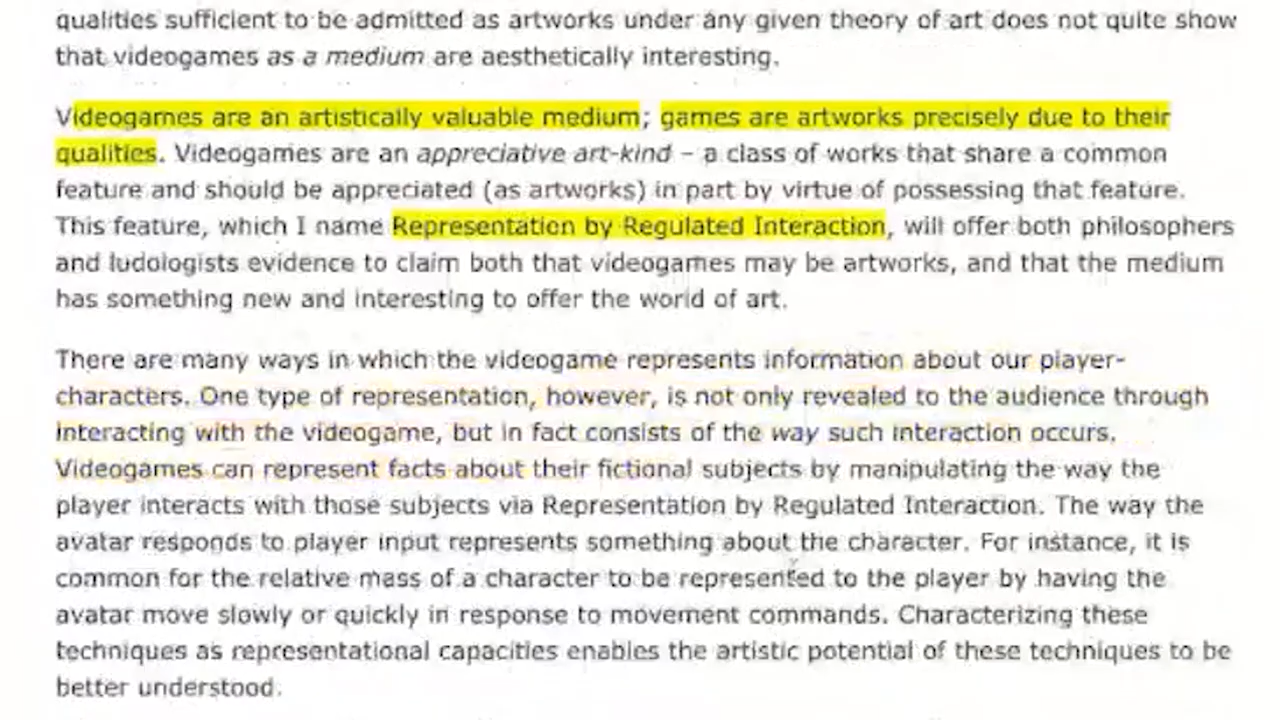 qualities sufficient to be admitted as artworks under any given theory of art does not quite show
that videogames as a medium are aesthetically interesting.
Videogames are an artistically valuable medium; games are artworks precisely due to their
qualities. Videogames are an appreciative art-kind – a class of works that share a common
feature and should be appreciated (as artworks) in part by virtue of possessing that feature.
This feature, which I name Representation by Regulated Interaction, will offer both philosophers
and ludologists evidence to claim both that videogames may be artworks, and that the medium
has something new and interesting to offer the world of art.
There are many ways in which the videogame represents information about our player-
characters. One type of representation, however, is not only revealed to the audience through
interacting with the videogame, but in fact consists of the way such interaction occurs.
Videogames can represent facts about their fictional subjects by manipulating the way the
player interacts with those subjects via Representation by Regulated Interaction. The way the
avatar responds to player input represents something about the character. For instance, it is
common for the relative mass of a character to be represented to the player by having the
avatar move slowly or quickly in response to movement commands. Characterizing these
techniques as representational capacities enables the artistic potential of these techniques to be
better understood.